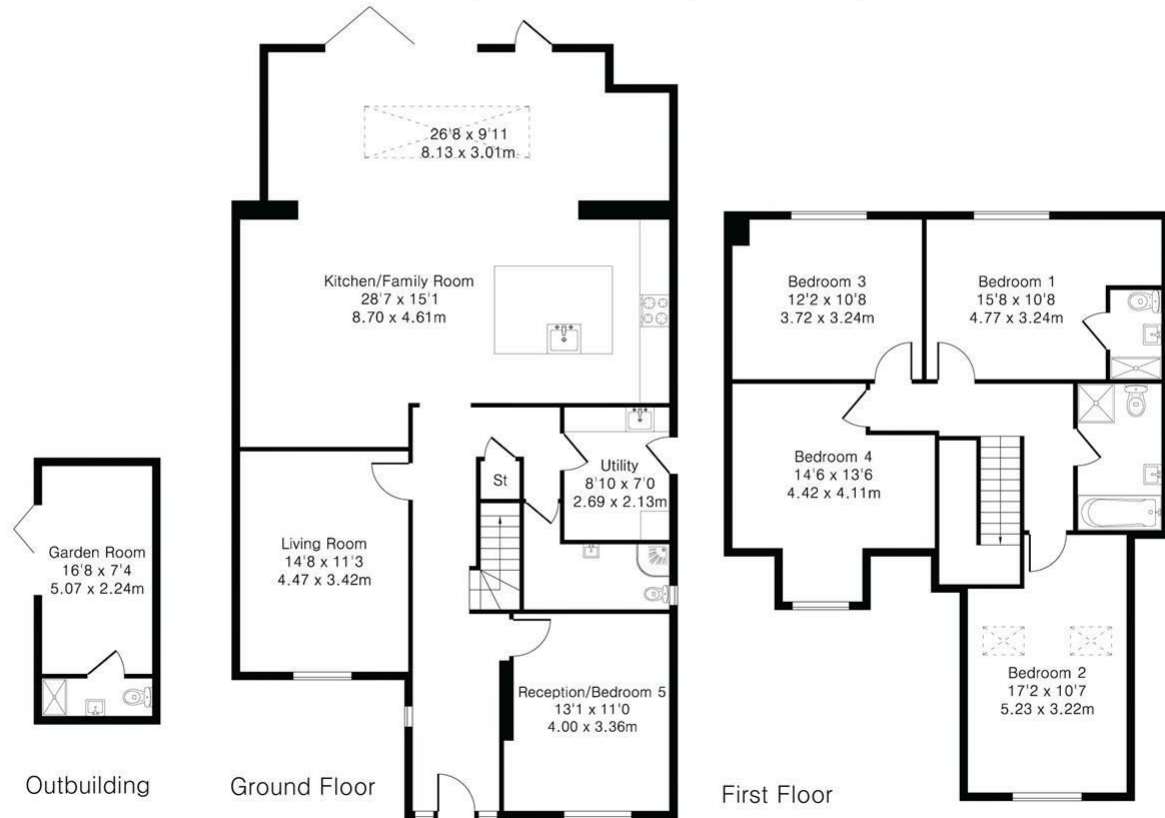 26'8 x 9'11
8.13 x 3.01m
Kitchen/Family Room
28'7 x 15'1
8.70 x 4.61m
St
Utility
8'10 x 7'0
2.69 x 2.13m
Living Room
14'8 x 11'3
4.47 x 3.42m
Reception/Bedroom 5
13'1 x 11'0
4.00 x 3.36m
Garden Room
16'8 x 7'4
5.07 x 2.24m
Bedroom 3
12'2 x 10'8
3.72 x 3.24m
Bedroom 1
15'8 x 10'8
4.77 x 3.24m
Bedroom 4
14'6 x 13'6
4.42 x 4.11m
Bedroom 2
17'2 x 10'7
5.23 x 3.22m
Outbuilding
Ground Floor
First Floor